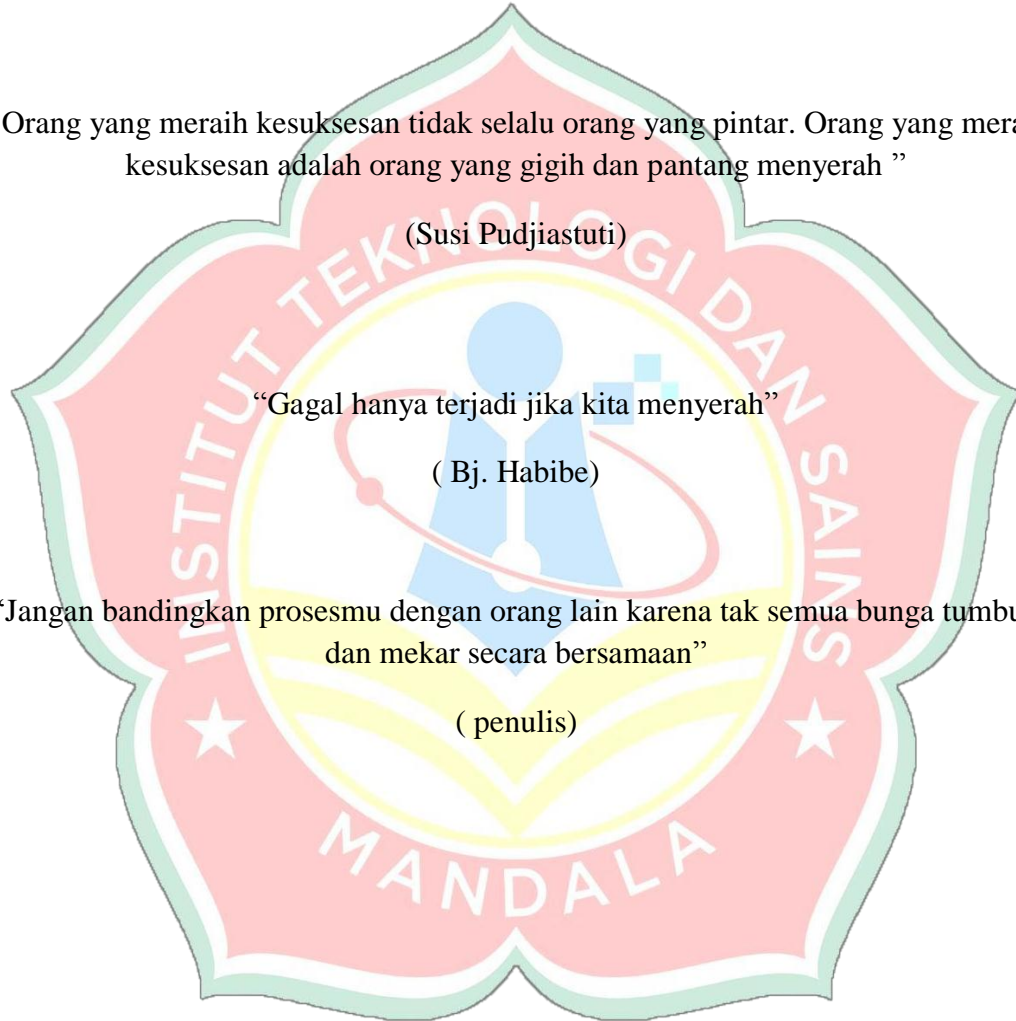 Orang yang meraih kesuksesan tidak selalu orang yang pintar. Orang yang mera
kesuksesan adalah orang yang gigih dan pantang menyerah ”
(Susi Pudjiastuti)
INSTITUT TEKNOLOGI DAN SAINS
“Gagal hanya terjadi jika kita menyerah”
( Bj. Habibe)
“Jangan bandingkan prosesmu dengan orang lain karena tak semua bunga tumbu
dan mekar secara bersamaan”
( penulis)
MANDALA